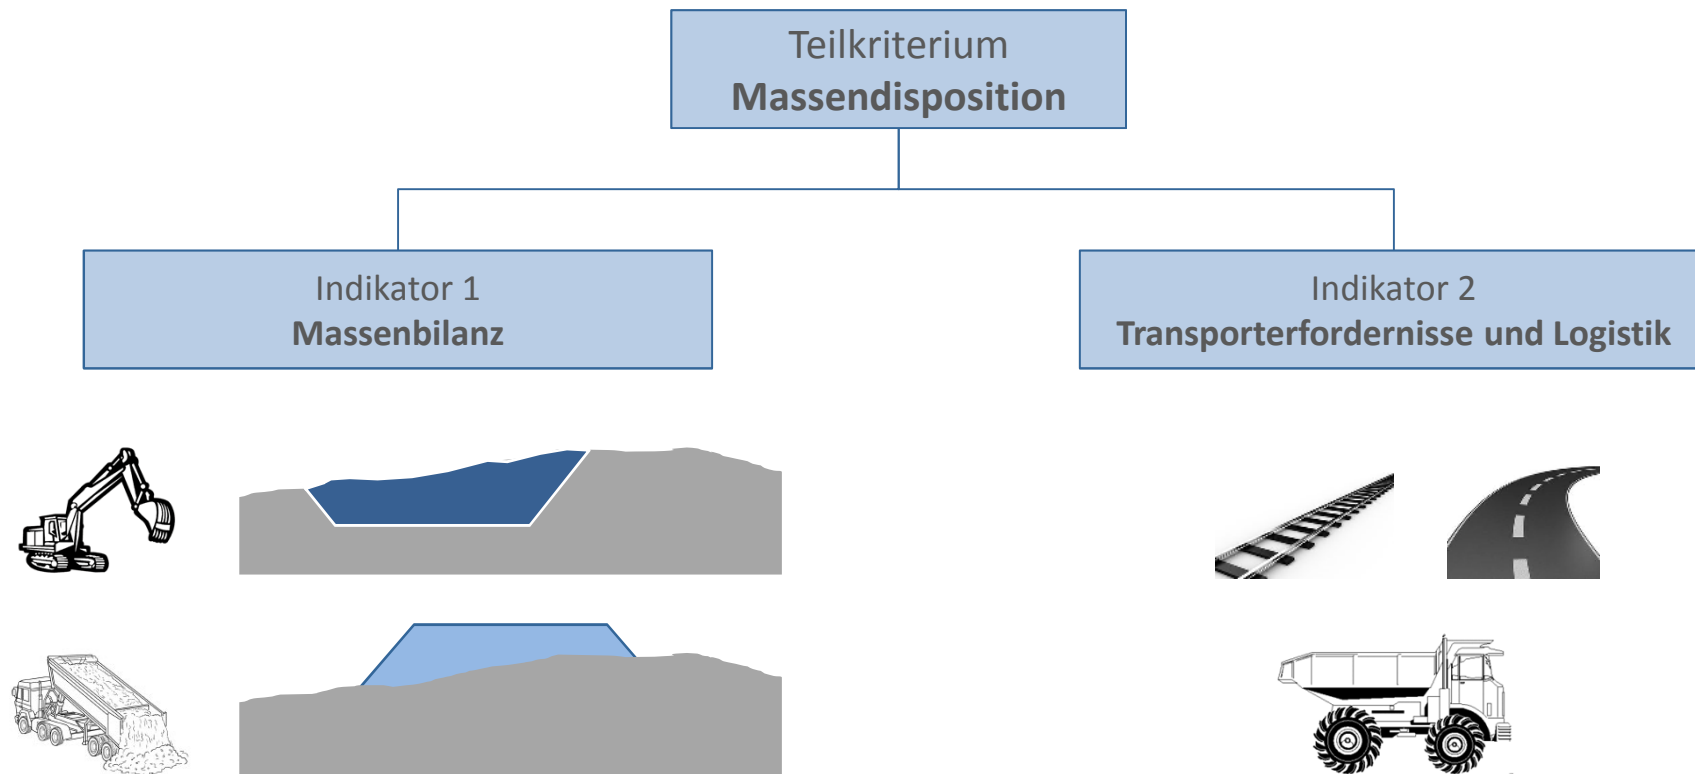 Teilkriterium
Massendisposition
Indikator 1
Massenbilanz
Indikator 2
Transporterfordernisse und Logistik